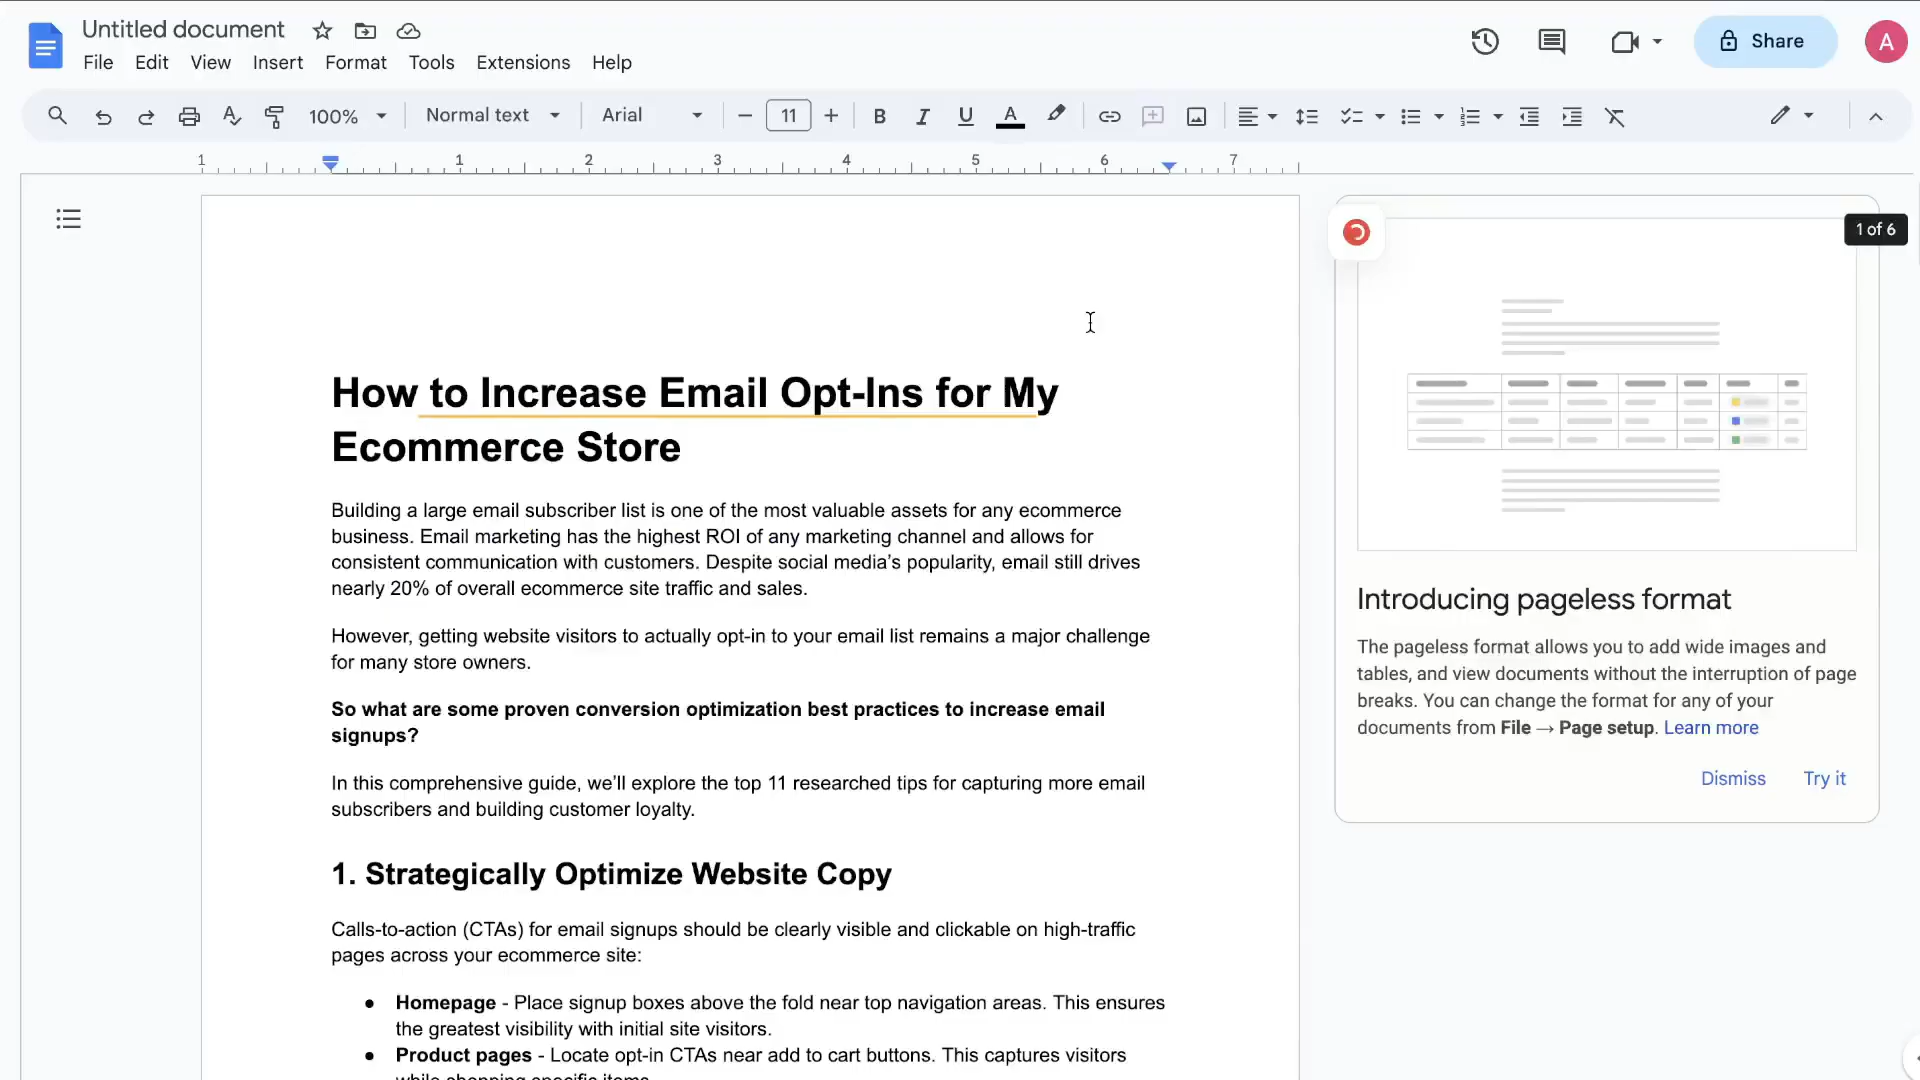 Untitled document
File Edit View Insert Format Tools Extensions Help
Share
A
100% Normal text Arial 11
1 1 2 3 4 5 6 7
1 of 6
How to Increase Email Opt-Ins for My
Ecommerce Store
Building a large email subscriber list is one of the most valuable assets for any ecommerce
business. Email marketing has the highest ROI of any marketing channel and allows for
consistent communication with customers. Despite social media’s popularity, email still drives
nearly 20% of overall ecommerce site traffic and sales.
However, getting website visitors to actually opt-in to your email list remains a major challenge
for many store owners.
So what are some proven conversion optimization best practices to increase email
signups?
In this comprehensive guide, we’ll explore the top 11 researched tips for capturing more email
subscribers and building customer loyalty.
1. Strategically Optimize Website Copy
Calls-to-action (CTAs) for email signups should be clearly visible and clickable on high-traffic
pages across your ecommerce site:
● Homepage - Place signup boxes above the fold near top navigation areas. This ensures
the greatest visibility with initial site visitors.
● Product pages - Locate opt-in CTAs near add to cart buttons. This captures visitors
while shopping specific items.
Introducing pageless format
The pageless format allows you to add wide images and
tables, and view documents without the interruption of page
breaks. You can change the format for any of your
documents from File → Page setup. Learn more
Dismiss Try it